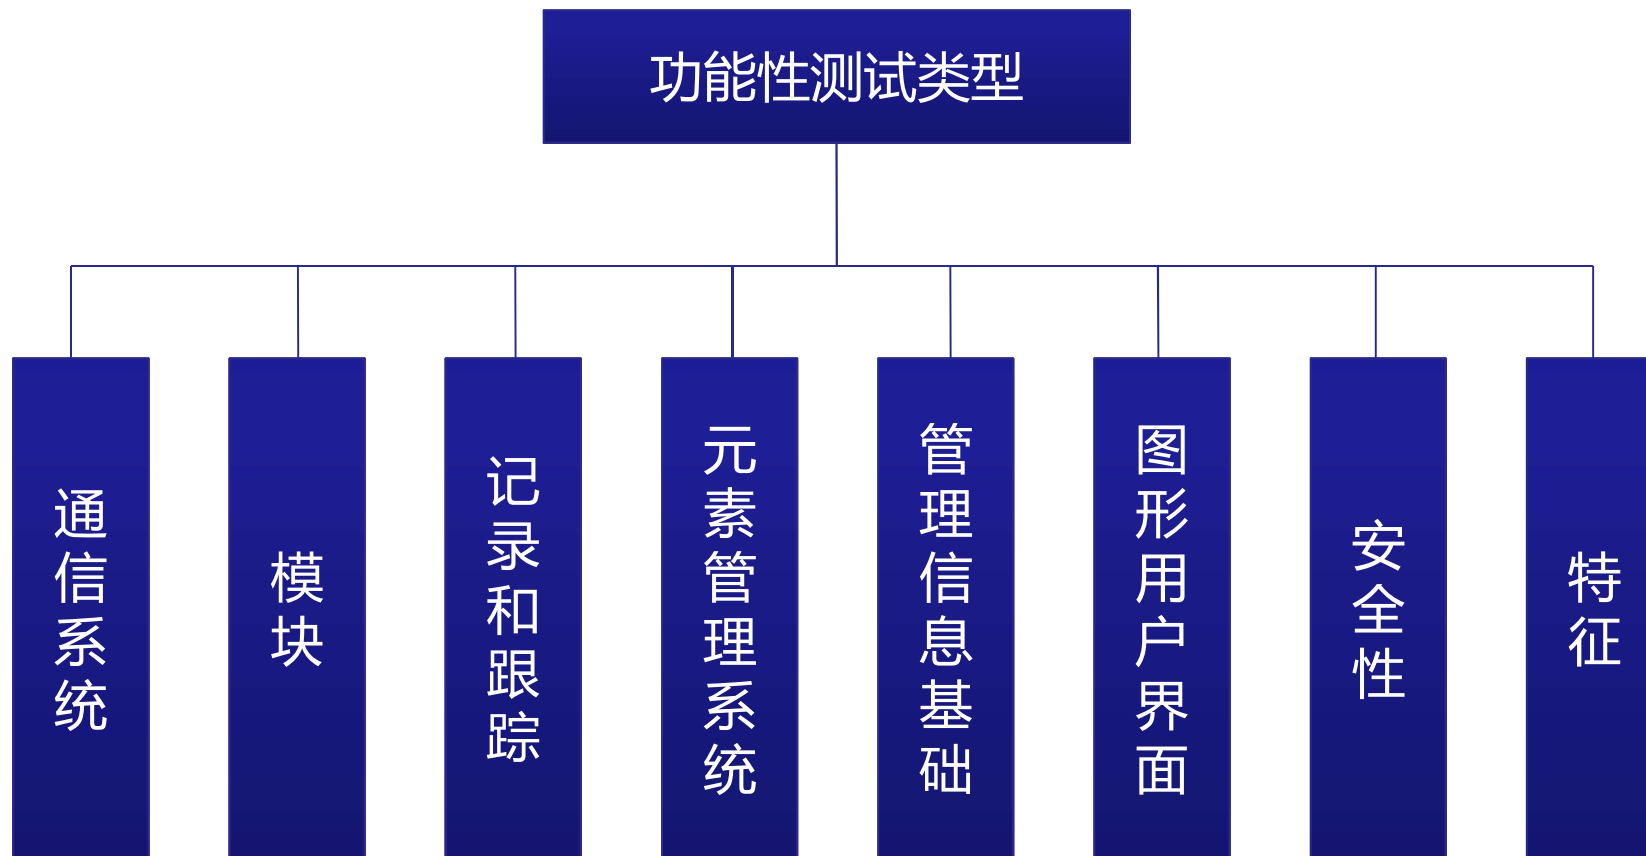 功能性测试类型
通信系统
模块
记录和跟踪
元素管理系统
管理信息基础
图形用户界面
安全性
特征